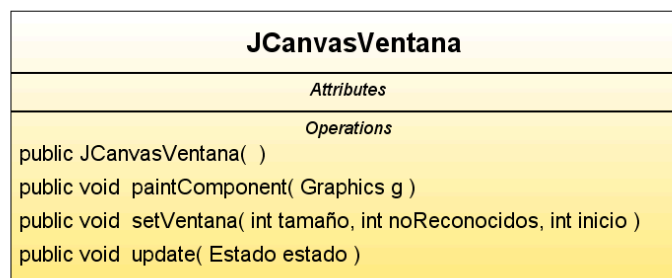 JCanvasVentana
Attributes
Operations
public JCanvasVentana( )
public void paintComponent( Graphics g )
public void setVentana( int tamaño, int noReconocidos, int inicio )
public void update( Estado estado )